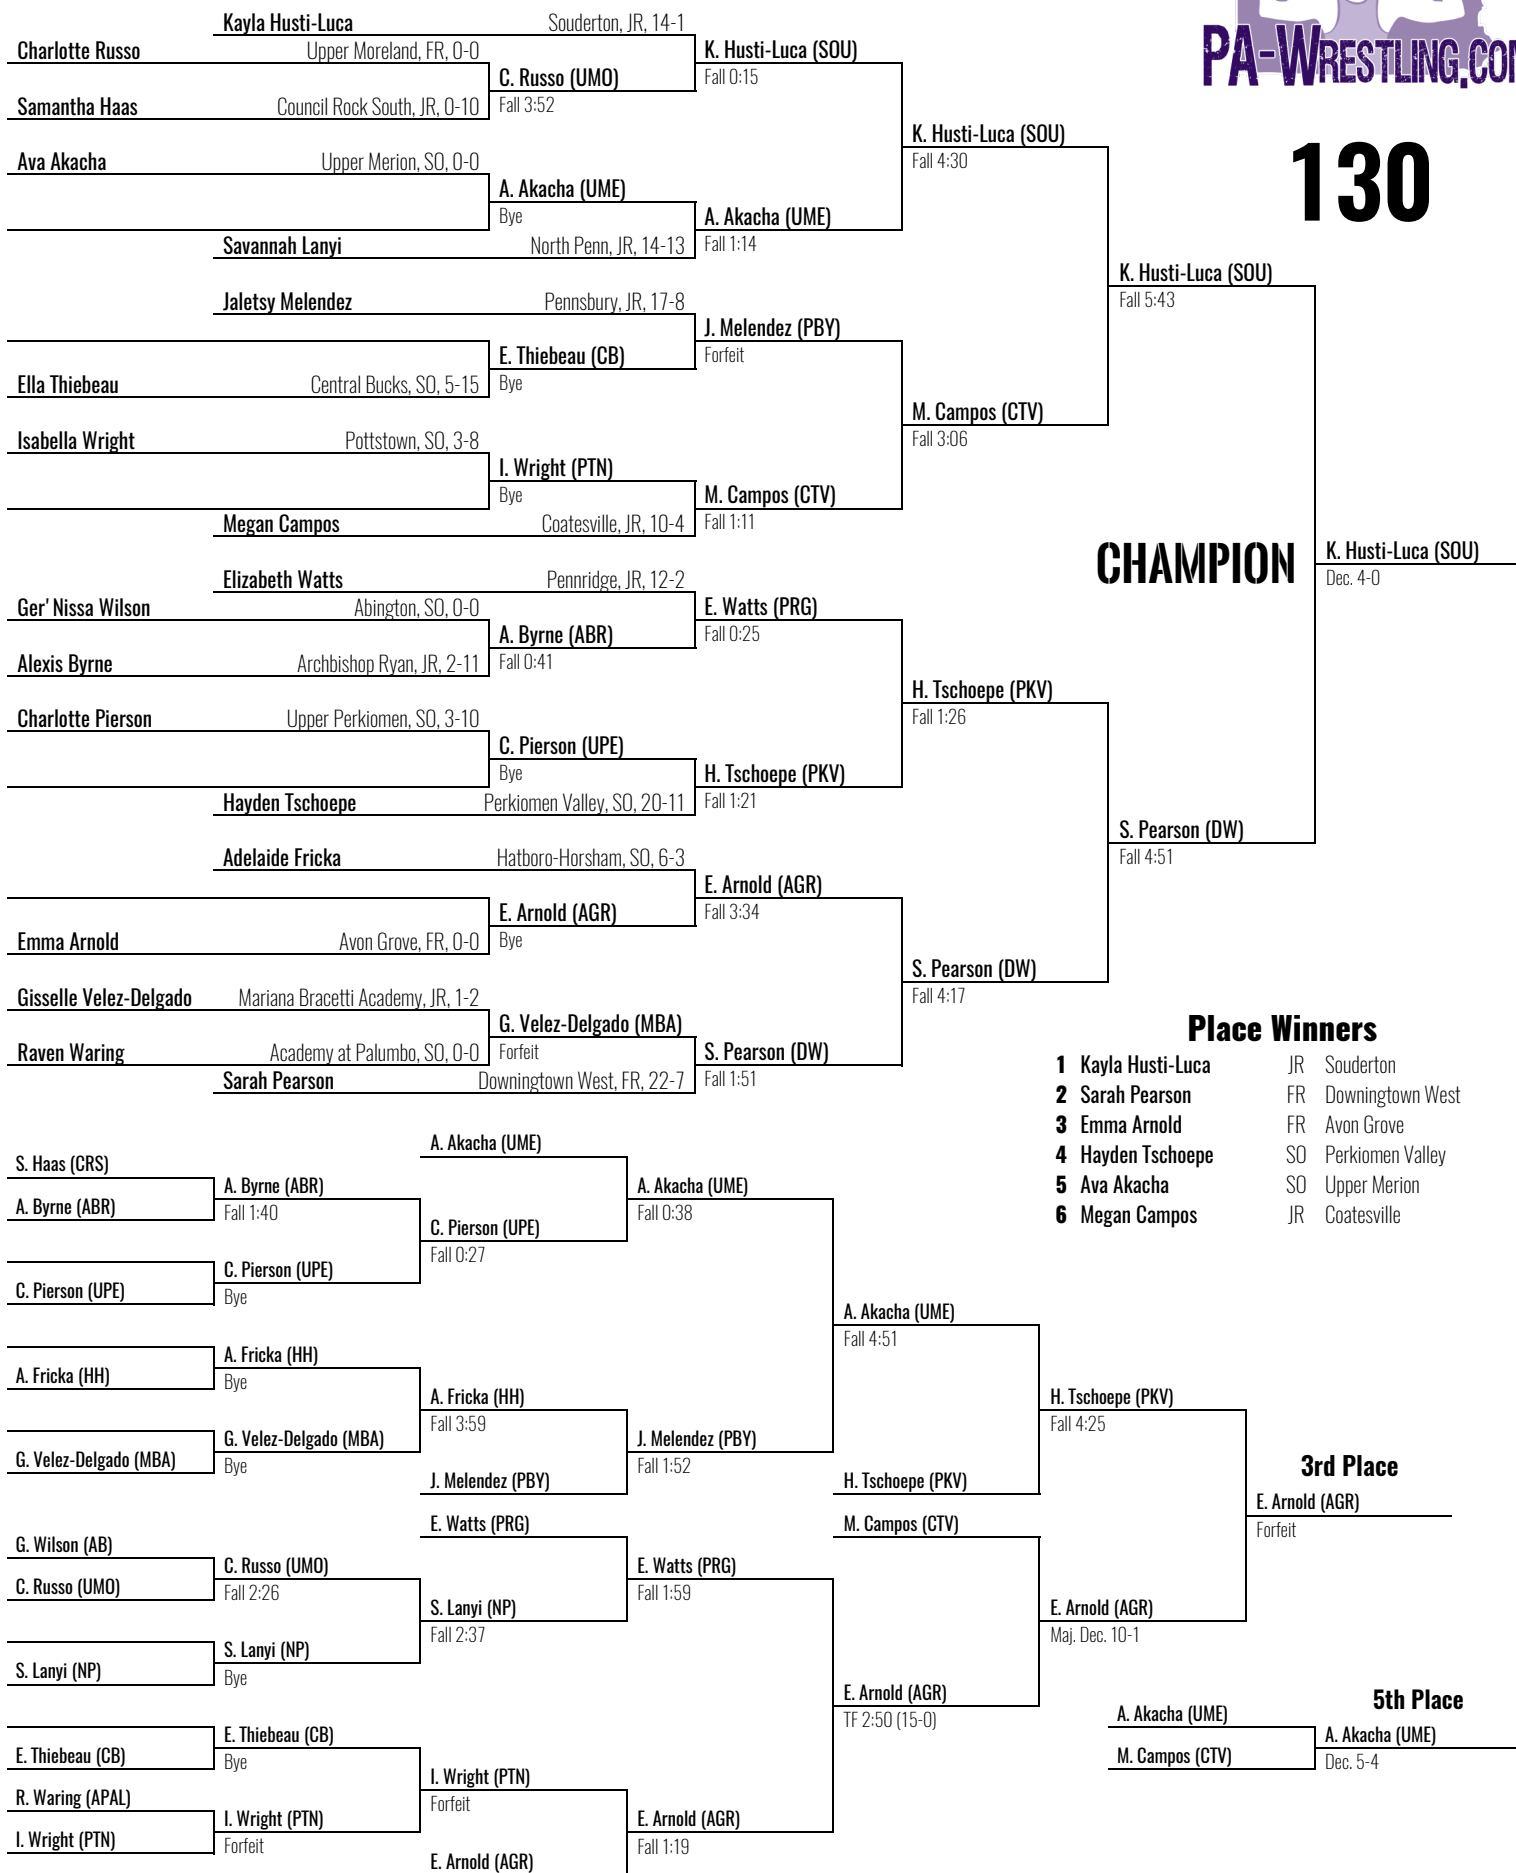 PA-WRESTLING.CO
130
Kayla Husti-Luca Souderton, JR, 14-1
Charlotte Russo Upper Moreland, FR, 0-0
K. Husti-Luca (SOU)
Fall 0:15
C. Russo (UMO)
Fall 3:52
Samantha Haas Council Rock South, JR, 0-10
K. Husti-Luca (SOU)
Fall 4:30
Ava Akacha Upper Merion, SO, 0-0
A. Akacha (UME)
Bye
A. Akacha (UME)
Fall 1:14
Savannah Lanyi North Penn, JR, 14-13
K. Husti-Luca (SOU)
Fall 5:43
Jaletsy Melendez Pennsbury, JR, 17-8
J. Melendez (PBY)
Forfeit
E. Thiebeau (CB)
Bye
Ella Thiebeau Central Bucks, SO, 5-15
M. Campos (CTV)
Fall 3:06
Isabella Wright Pottstown, SO, 3-8
I. Wright (PTN)
Bye
M. Campos (CTV)
Fall 1:11
Megan Campos Coatesville, JR, 10-4
CHAMPION
K. Husti-Luca (SOU)
Dec. 4-0
Elizabeth Watts Pennridge, JR, 12-2
Ger' Nissa Wilson Abington, SO, 0-0
E. Watts (PRG)
Fall 0:25
A. Byrne (ABR)
Fall 0:41
Alexis Byrne Archbishop Ryan, JR, 2-11
H. Tschoepe (PKV)
Fall 1:26
Charlotte Pierson Upper Perkiomen, SO, 3-10
C. Pierson (UPE)
Bye
H. Tschoepe (PKV)
Fall 1:21
Hayden Tschoepe Perkiomen Valley, SO, 20-11
S. Pearson (DW)
Fall 4:51
Adelaide Fricka Hatboro-Horsham, SO, 6-3
E. Arnold (AGR)
Fall 3:34
E. Arnold (AGR)
Bye
Emma Arnold Avon Grove, FR, 0-0
S. Pearson (DW)
Fall 4:17
Gisselle Velez-Delgado Mariana Bracetti Academy, JR, 1-2
G. Velez-Delgado (MBA)
Forfeit
Raven Waring Academy at Palumbo, SO, 0-0
S. Pearson (DW)
Fall 1:51
Sarah Pearson Downingtown West, FR, 22-7
Place Winners
1 Kayla Husti-Luca JR Souderton
2 Sarah Pearson FR Downingtown West
3 Emma Arnold FR Avon Grove
4 Hayden Tschoepe SO Perkiomen Valley
5 Ava Akacha SO Upper Merion
6 Megan Campos JR Coatesville
A. Akacha (UME)
S. Haas (CRS)
A. Byrne (ABR)
Fall 1:40
A. Byrne (ABR)
A. Akacha (UME)
Fall 0:38
C. Pierson (UPE)
Fall 0:27
C. Pierson (UPE)
Bye
C. Pierson (UPE)
A. Akacha (UME)
Fall 4:51
A. Fricka (HH)
Bye
A. Fricka (HH)
A. Fricka (HH)
Fall 3:59
H. Tschoepe (PKV)
Fall 4:25
G. Velez-Delgado (MBA)
Bye
G. Velez-Delgado (MBA)
J. Melendez (PBY)
Fall 1:52
J. Melendez (PBY)
H. Tschoepe (PKV)
3rd Place
E. Arnold (AGR)
Forfeit
E. Watts (PRG)
M. Campos (CTV)
G. Wilson (AB)
C. Russo (UMO)
Fall 2:26
C. Russo (UMO)
E. Watts (PRG)
Fall 1:59
S. Lanyi (NP)
Fall 2:37
E. Arnold (AGR)
Maj. Dec. 10-1
S. Lanyi (NP)
Bye
S. Lanyi (NP)
E. Arnold (AGR)
TF 2:50 (15-0)
5th Place
A. Akacha (UME)
A. Akacha (UME)
Dec. 5-4
M. Campos (CTV)
E. Thiebeau (CB)
Bye
E. Thiebeau (CB)
I. Wright (PTN)
Forfeit
R. Waring (APAL)
I. Wright (PTN)
Forfeit
I. Wright (PTN)
E. Arnold (AGR)
Fall 1:19
E. Arnold (AGR)